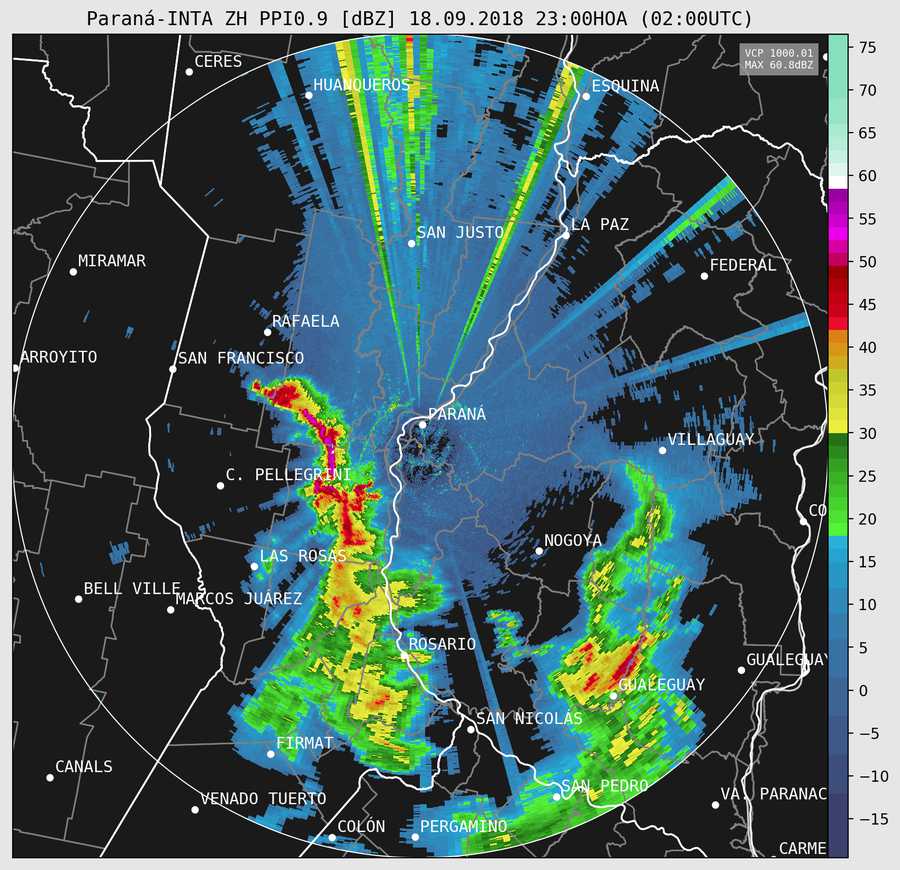 Paraná-INTA ZH PPI0.9 [dBZ] 18.09.2018 23:00HOA (02:00UTC)
VCP 1000.01
MAX 60.8dBZ
CERES
HUANQUEROS
ESQUINA
SAN JUSTO
LA PAZ
MIRAMAR
FEDERAL
RAFAELA
ARROYITO
SAN FRANCISCO
PARANÁ
VILLAGUAY
C. PELLEGRINI
CO
NOGOYA
LAS ROSAS
BELL VILLE
MARCOS JUÁREZ
ROSARIO
GUALEGUAY
GUALEGUAY
SAN NICOLÁS
FIRMAT
CANALS
SAN PEDRO
VENADO TUERTO
VA. PARANAC
COLÓN
PERGAMINO
CARME
75
70
65
60
55
50
45
40
35
30
25
20
15
10
5
0
−5
−10
−15